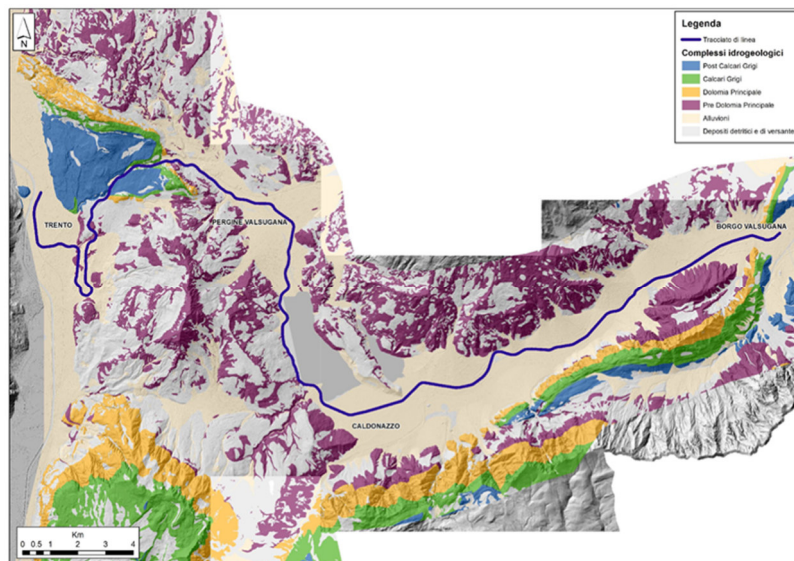 N
Legenda
Tracciato di linea
Complessi idrogeologici
Post Calcari Grigi
Calcari Grigi
Dolomia Principale
Pre Dolomia Principale
Alluvioni
Depositi detritici e di versante
TRENTO
PERGINE VALSUGANA
BORGO VALSUGANA
CALDONAZZO
Km
0 0.5 1 2 3 4